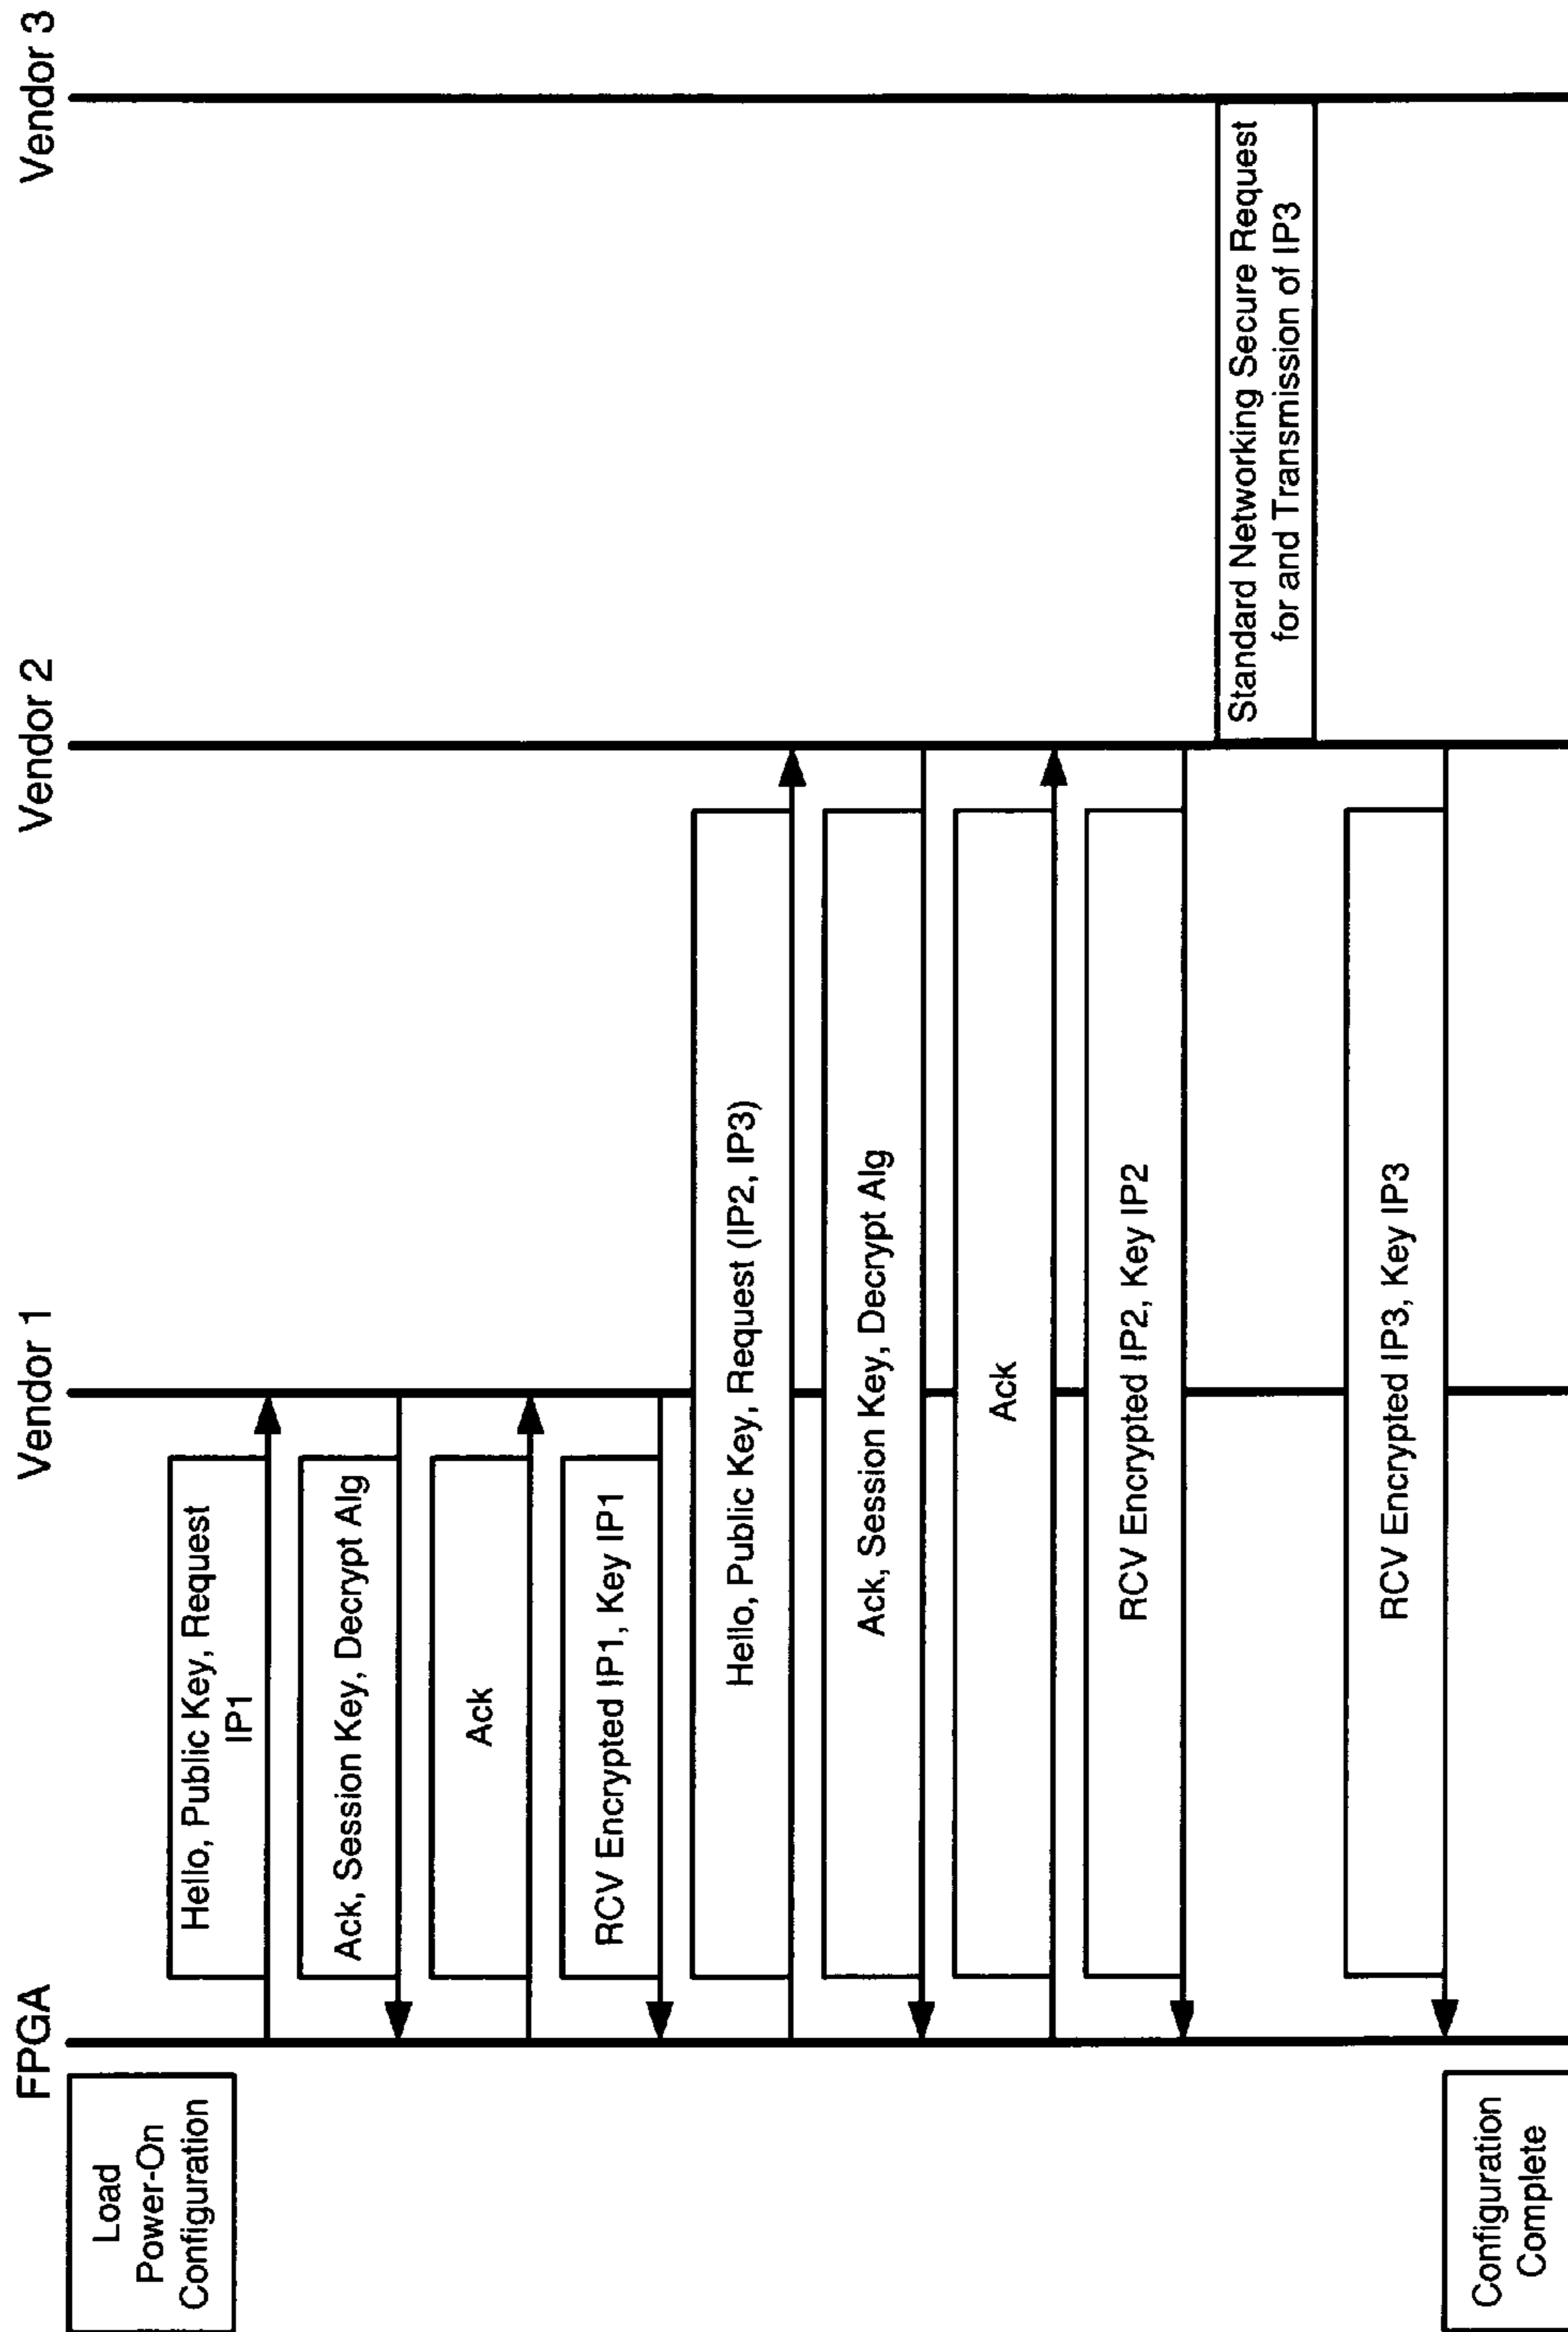 FPGA
Vendor 1
Vendor 2
Vendor 3
Load
Power-On
Configuration
Hello, Public Key, Request
IP1
Ack, Session Key, Decrypt Alg
Ack
RCV Encrypted IP1, Key IP1
Hello, Public Key, Request (IP2, IP3)
Ack, Session Key, Decrypt Alg
Ack
RCV Encrypted IP2, Key IP2
Standard Networking Secure Request
for and Transmission of IP3
RCV Encrypted IP3, Key IP3
Configuration
Complete